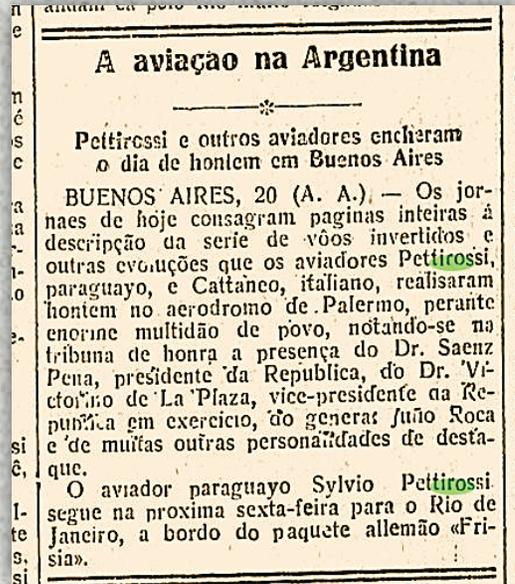 A aviação na Argentina
Pettirossi e outros aviadores encheram
o dia de hontem em Buenos Aires
BUENOS AIRES, 20 (A. A.) — Os jor-
naes de hoje consagram paginas inteiras á
descripção da serie de vôos invertidos e
outras evoluções que os aviadores Pettirossi,
paraguayo, e Cattaneo, italiano, realisaram
hontem no aerodromo de Palermo, perante
enorme multidão de povo, notando-se na
tribuna de honra a presença do Dr. Saenz
Pena, presidente da Republica, do Dr. Vi-
ctorino de La Plaza, vice-presidente da Re-
publica em exercicio, do general Julio Roca
e de muitas outras personalidades de desta-
que.
O aviador paraguayo Sylvio Pettirossi
segue na proxima sexta-feira para o Rio de
Janeiro, a bordo do paquete allemão «Fri-
sia».